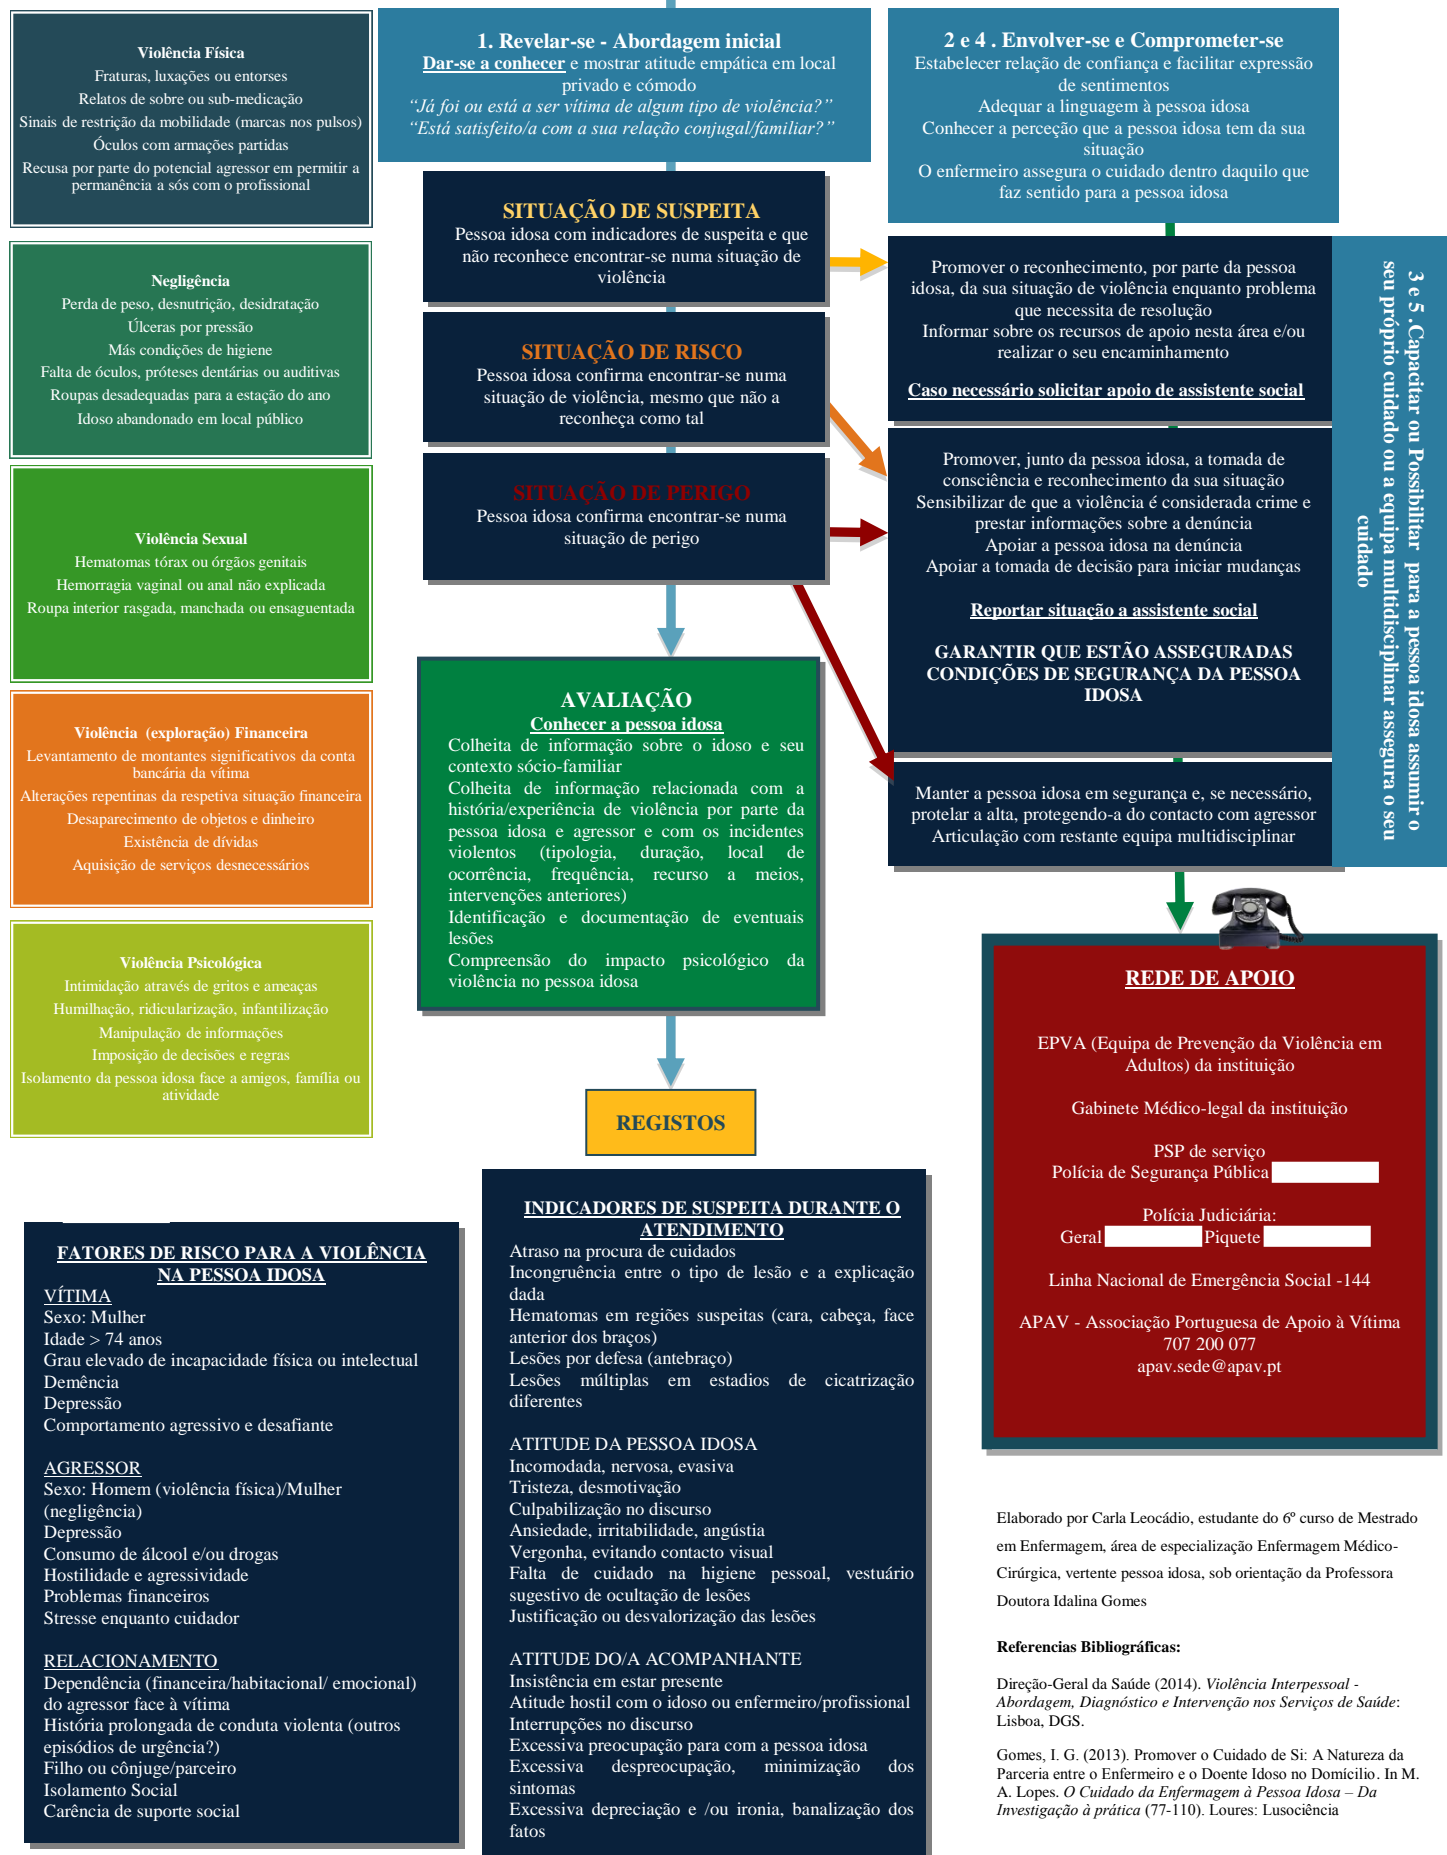 Violência Física
Fraturas, luxações ou entorses
Relatos de sobre ou sub-medicação
Sinais de restrição da mobilidade (marcas nos pulsos)
Óculos com armações partidas
Recusa por parte do potencial agressor em permitir a
permanência a sós com o profissional
Negligência
Perda de peso, desnutrição, desidratação
Úlceras por pressão
Más condições de higiene
Falta de óculos, próteses dentárias ou auditivas
Roupas desadequadas para a estação do ano
Idoso abandonado em local público
Violência Sexual
Hematomas tórax ou órgãos genitais
Hemorragia vaginal ou anal não explicada
Roupa interior rasgada, manchada ou ensaguentada
Violência (exploração) Financeira
Levantamento de montantes significativos da conta
bancária da vítima
Alterações repentinas da respetiva situação financeira
Desaparecimento de objetos e dinheiro
Existência de dívidas
Aquisição de serviços desnecessários
Violência Psicológica
Intimidação através de gritos e ameaças
Humilhação, ridicularização, infantilização
Manipulação de informações
Imposição de decisões e regras
Isolamento da pessoa idosa face a amigos, família ou
atividade
1. Revelar-se - Abordagem inicial
Dar-se a conhecer e mostrar atitude empática em local
privado e cómodo
“Já foi ou está a ser vítima de algum tipo de violência?”
“Está satisfeito/a com a sua relação conjugal/familiar?”
SITUAÇÃO DE SUSPEITA
Pessoa idosa com indicadores de suspeita e que
não reconhece encontrar-se numa situação de
violência
SITUAÇÃO DE RISCO
Pessoa idosa confirma encontrar-se numa
situação de violência, mesmo que não a
reconheça como tal
SITUAÇÃO DE PERIGO
Pessoa idosa confirma encontrar-se numa
situação de perigo
AVALIAÇÃO
Conhecer a pessoa idosa
Colheita de informação sobre o idoso e seu
contexto sócio-familiar
Colheita de informação relacionada com a
história/experiência de violência por parte da
pessoa idosa e agressor e com os incidentes
violentos (tipologia, duração, local de
ocorrência, frequência, recurso a meios,
intervenções anteriores)
Identificação e documentação de eventuais
lesões
Compreensão do impacto psicológico da
violência no pessoa idosa
REGISTOS
2 e 4 . Envolver-se e Comprometer-se
Estabelecer relação de confiança e facilitar expressão
de sentimentos
Adequar a linguagem à pessoa idosa
Conhecer a perceção que a pessoa idosa tem da sua
situação
O enfermeiro assegura o cuidado dentro daquilo que
faz sentido para a pessoa idosa
Promover o reconhecimento, por parte da pessoa
idosa, da sua situação de violência enquanto problema
que necessita de resolução
Informar sobre os recursos de apoio nesta área e/ou
realizar o seu encaminhamento
Caso necessário solicitar apoio de assistente social
Promover, junto da pessoa idosa, a tomada de
consciência e reconhecimento da sua situação
Sensibilizar de que a violência é considerada crime e
prestar informações sobre a denúncia
Apoiar a pessoa idosa na denúncia
Apoiar a tomada de decisão para iniciar mudanças
Reportar situação a assistente social
GARANTIR QUE ESTÃO ASSEGURADAS
CONDIÇÕES DE SEGURANÇA DA PESSOA
IDOSA
Manter a pessoa idosa em segurança e, se necessário,
protelar a alta, protegendo-a do contacto com agressor
Articulação com restante equipa multidisciplinar
3 e 5 .Capacitar ou Possibilitar para a pessoa idosa assumir o
seu próprio cuidado ou a equipa multidisciplinar assegura o seu
cuidado
REDE DE APOIO
EPVA (Equipa de Prevenção da Violência em
Adultos) da instituição
Gabinete Médico-legal da instituição
PSP de serviço
Polícia de Segurança Pública
Polícia Judiciária:
Geral Piquete
Linha Nacional de Emergência Social -144
APAV - Associação Portuguesa de Apoio à Vítima
707 200 077
apav.sede@apav.pt
FATORES DE RISCO PARA A VIOLÊNCIA
NA PESSOA IDOSA
VÍTIMA
Sexo: Mulher
Idade > 74 anos
Grau elevado de incapacidade física ou intelectual
Demência
Depressão
Comportamento agressivo e desafiante
AGRESSOR
Sexo: Homem (violência física)/Mulher
(negligência)
Depressão
Consumo de álcool e/ou drogas
Hostilidade e agressividade
Problemas financeiros
Stresse enquanto cuidador
RELACIONAMENTO
Dependência (financeira/habitacional/ emocional)
do agressor face à vítima
História prolongada de conduta violenta (outros
episódios de urgência?)
Filho ou cônjuge/parceiro
Isolamento Social
Carência de suporte social
INDICADORES DE SUSPEITA DURANTE O
ATENDIMENTO
Atraso na procura de cuidados
Incongruência entre o tipo de lesão e a explicação
dada
Hematomas em regiões suspeitas (cara, cabeça, face
anterior dos braços)
Lesões por defesa (antebraço)
Lesões múltiplas em estadios de cicatrização
diferentes
ATITUDE DA PESSOA IDOSA
Incomodada, nervosa, evasiva
Tristeza, desmotivação
Culpabilização no discurso
Ansiedade, irritabilidade, angústia
Vergonha, evitando contacto visual
Falta de cuidado na higiene pessoal, vestuário
sugestivo de ocultação de lesões
Justificação ou desvalorização das lesões
ATITUDE DO/A ACOMPANHANTE
Insistência em estar presente
Atitude hostil com o idoso ou enfermeiro/profissional
Interrupções no discurso
Excessiva preocupação para com a pessoa idosa
Excessiva despreocupação, minimização dos
sintomas
Excessiva depreciação e /ou ironia, banalização dos
fatos
Elaborado por Carla Leocádio, estudante do 6º curso de Mestrado
em Enfermagem, área de especialização Enfermagem Médico-
Cirúrgica, vertente pessoa idosa, sob orientação da Professora
Doutora Idalina Gomes
Referencias Bibliográficas:
Direção-Geral da Saúde (2014). Violência Interpessoal -
Abordagem, Diagnóstico e Intervenção nos Serviços de Saúde:
Lisboa, DGS.
Gomes, I. G. (2013). Promover o Cuidado de Si: A Natureza da
Parceria entre o Enfermeiro e o Doente Idoso no Domícilio. In M.
A. Lopes. O Cuidado da Enfermagem à Pessoa Idosa – Da
Investigação à prática (77-110). Loures: Lusociência